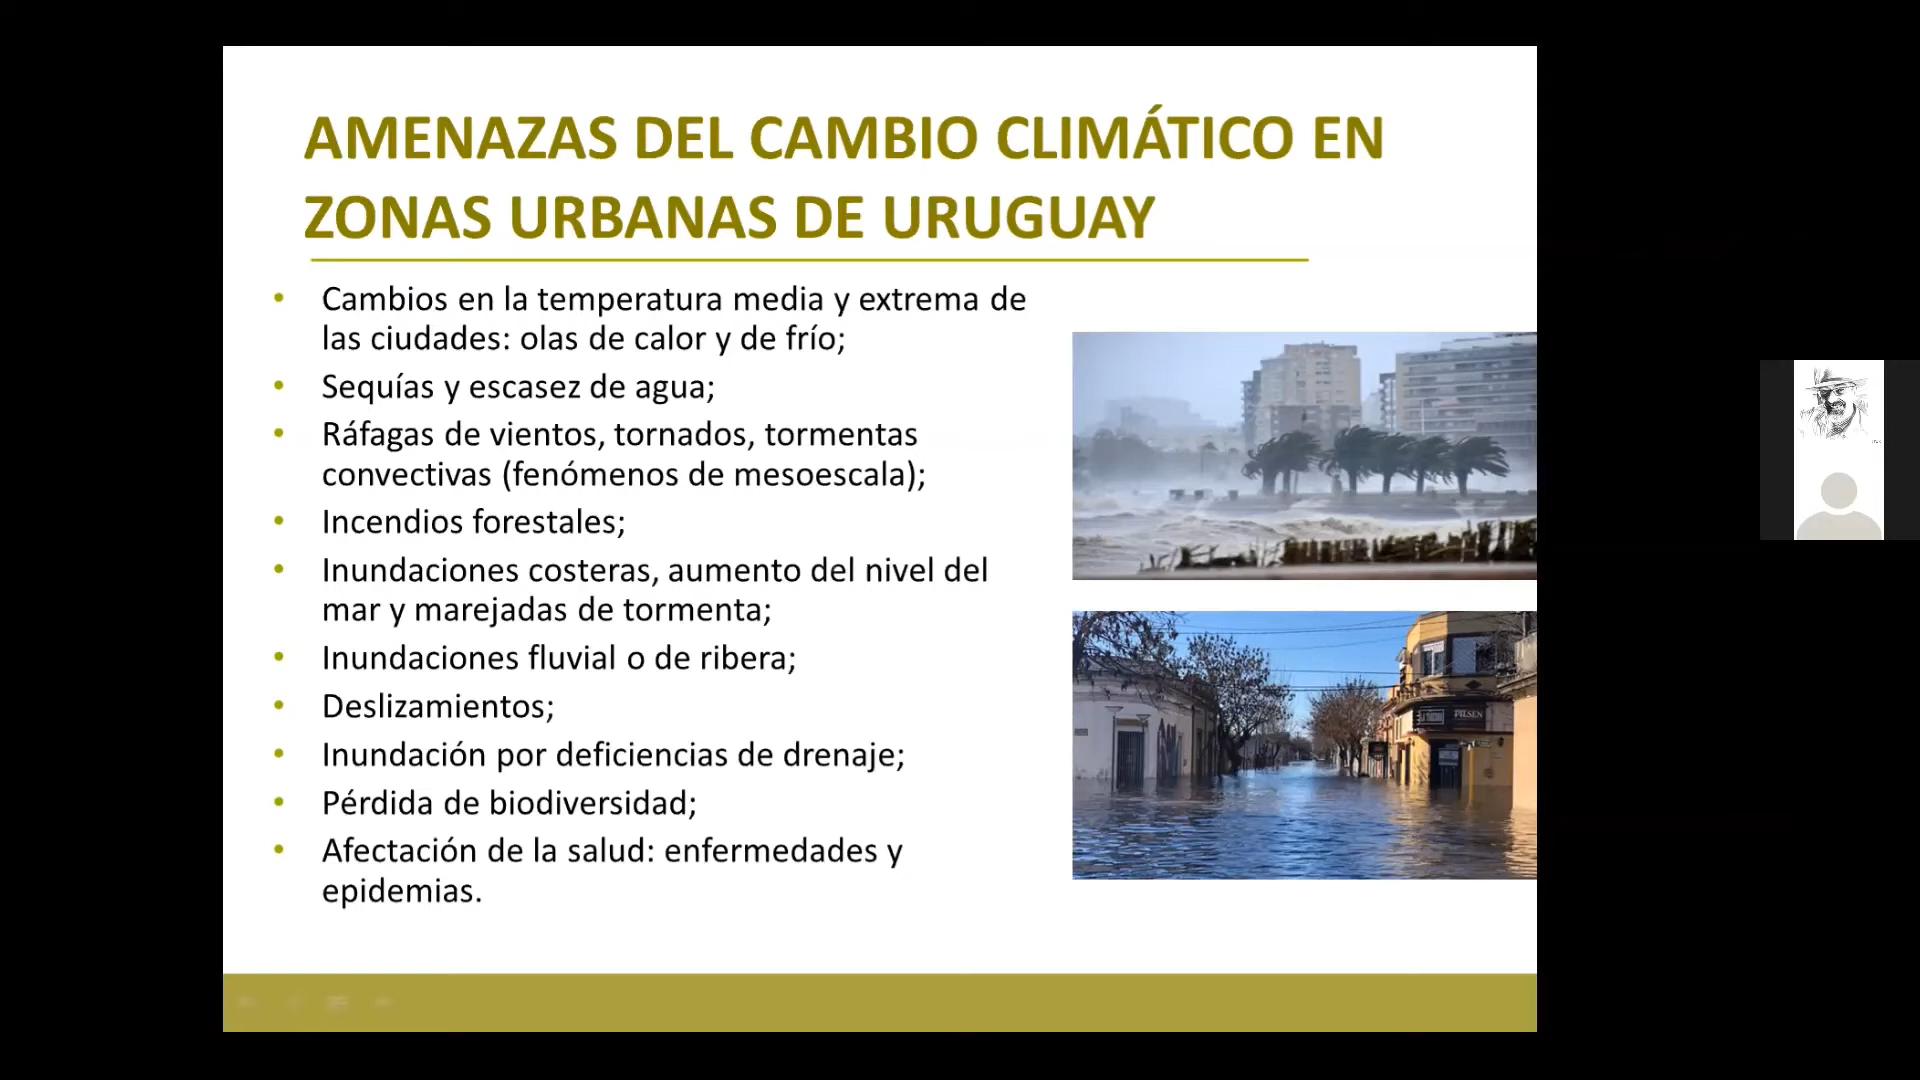 AMENAZAS DEL CAMBIO CLIMÁTICO EN
ZONAS URBANAS DE URUGUAY
• Cambios en la temperatura media y extrema de
las ciudades: olas de calor y de frío;
• Sequías y escasez de agua;
• Ráfagas de vientos, tornados, tormentas
convectivas (fenómenos de mesoescala);
• Incendios forestales;
• Inundaciones costeras, aumento del nivel del
mar y marejadas de tormenta;
• Inundaciones fluvial o de ribera;
• Deslizamientos;
• Inundación por deficiencias de drenaje;
• Pérdida de biodiversidad;
• Afectación de la salud: enfermedades y
epidemias.
PILSEN